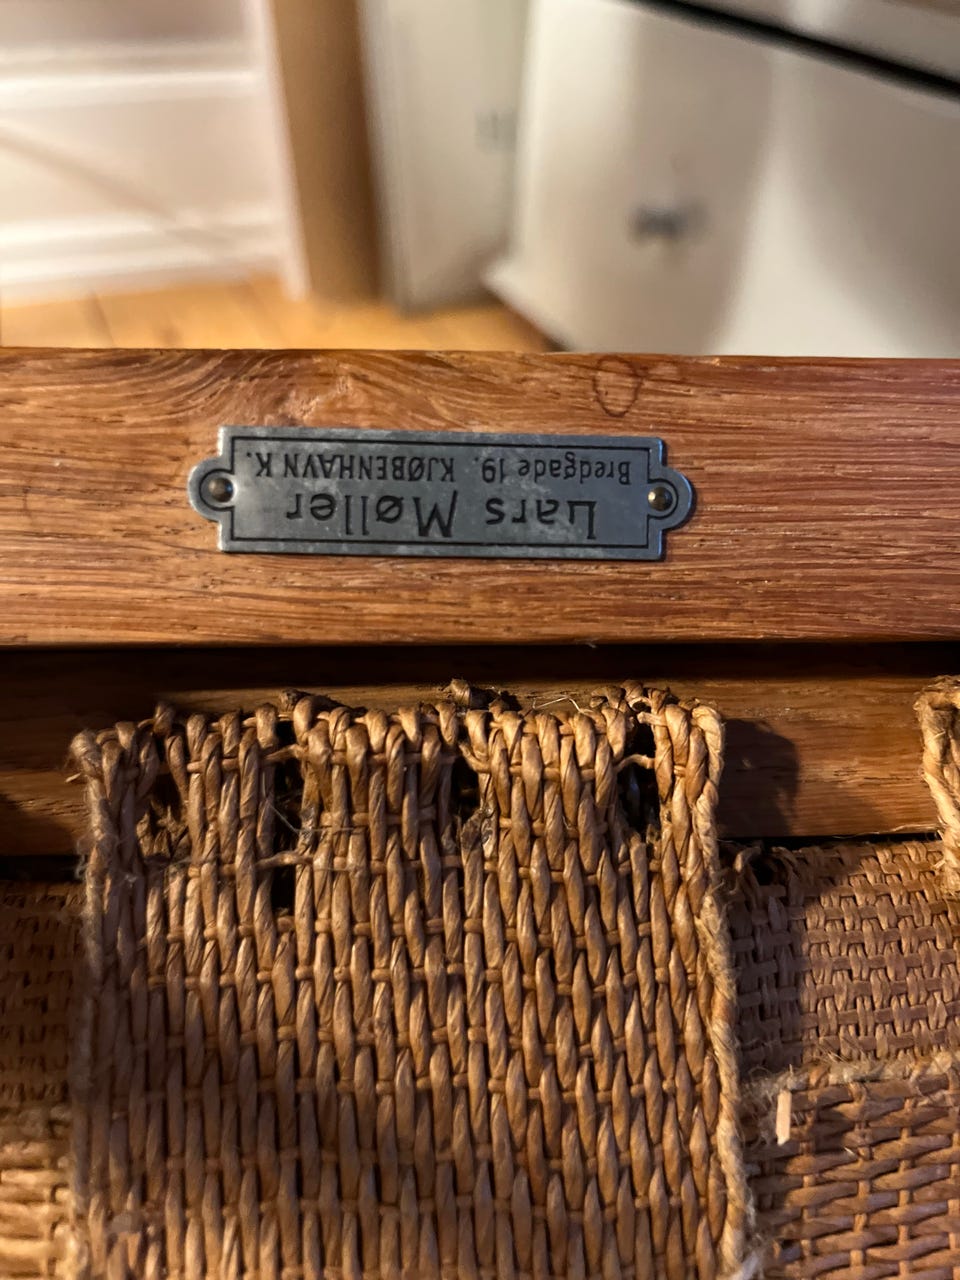 Lars Møller
Bredgade 19. KJØBENHAVN K.